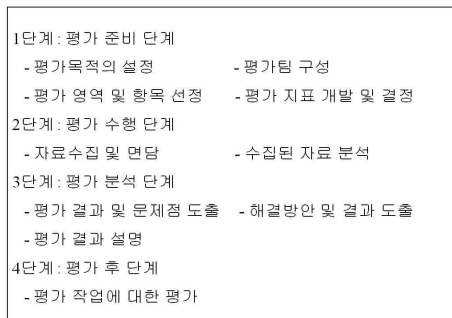 1단계: 평가 준비 단계
- 평가목적의 설정 - 평가팀 구성
- 평가 영역 및 항목 선정 - 평가 지표 개발 및 결정
2단계: 평가 수행 단계
- 자료수집 및 면담 - 수집된 자료 분석
3단계: 평가 분석 단계
- 평가 결과 및 문제점 도출 - 해결방안 및 결과 도출
- 평가 결과 설명
4단계: 평가 후 단계
- 평가 작업에 대한 평가